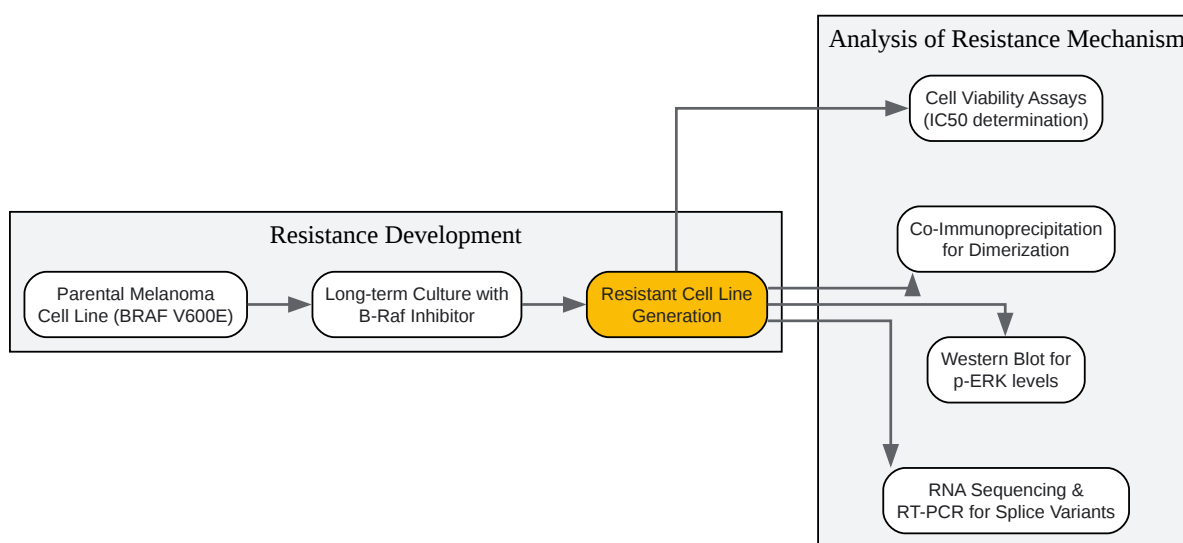 Analysis of Resistance Mechanism
Cell Viability Assays
(IC50 determination)
Co-Immunoprecipitation
for Dimerization
Resistance Development
Parental Melanoma
Cell Line (BRAF V600E)
Long-term Culture with
B-Raf Inhibitor
Resistant Cell Line
Generation
Western Blot for
p-ERK levels
RNA Sequencing &
RT-PCR for Splice Variants